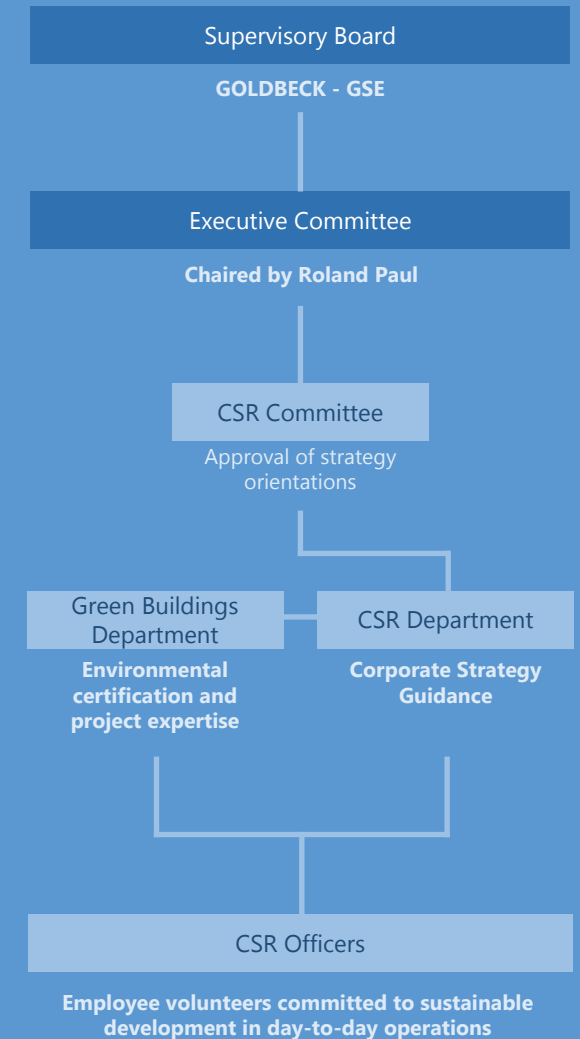 Supervisory Board
GOLDBECK - GSE
Executive Committee
Chaired by Roland Paul
CSR Committee
Approval of strategy
orientations
Green Buildings
Department
Environmental
certification and
project expertise
CSR Department
Corporate Strategy
Guidance
CSR Officers
Employee volunteers committed to sustainable
development in day-to-day operations